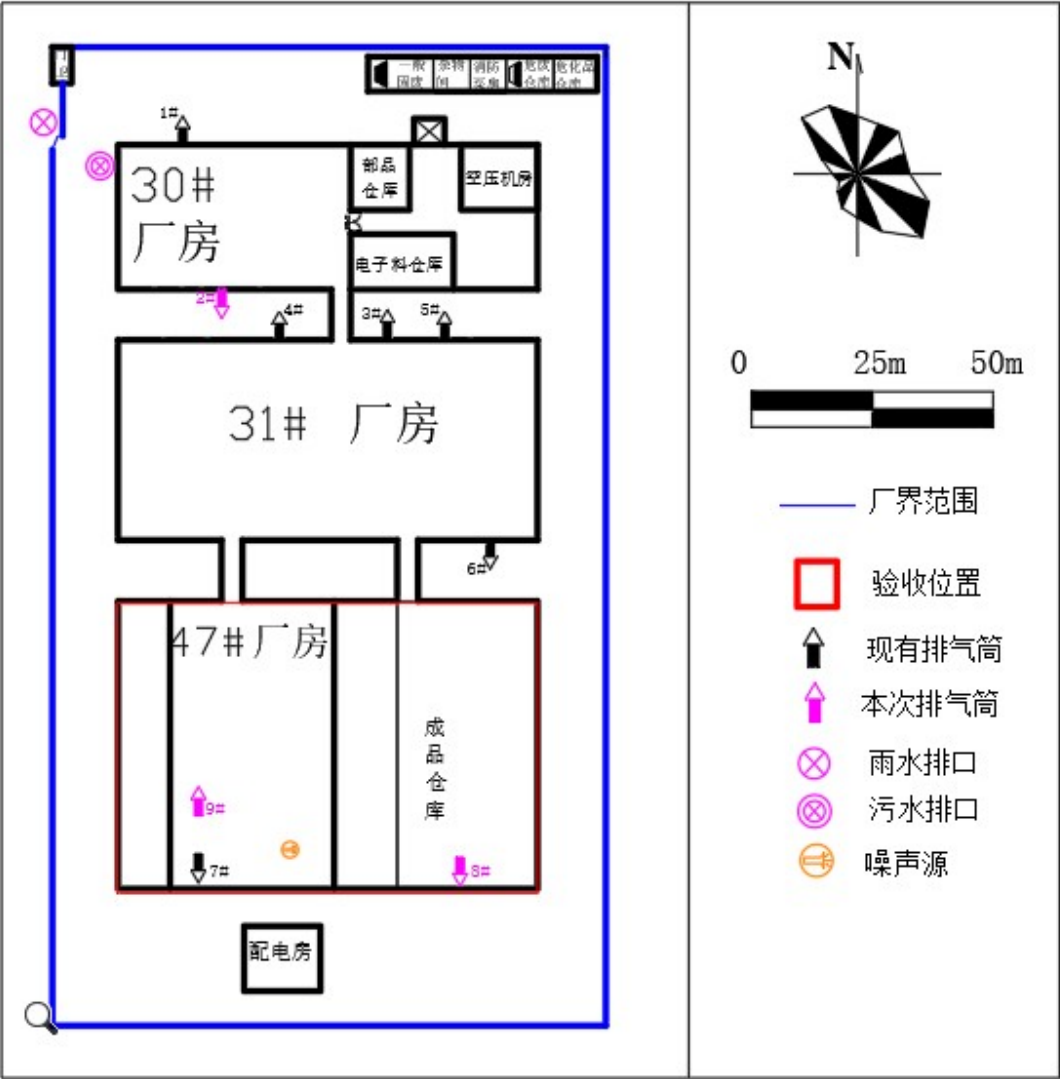 N
一般
固废
杂物
间
消防
泵房
危废
仓库
危化品
仓库
1#
30#
厂房
部品
仓库
空压机房
电子料仓库
2#
4#
3#
5#
31# 厂房
6#
47#厂房
成
品
仓
库
9#
7#
8#
配电房
0 25m 50m
厂界范围
验收位置
现有排气筒
本次排气筒
雨水排口
污水排口
噪声源